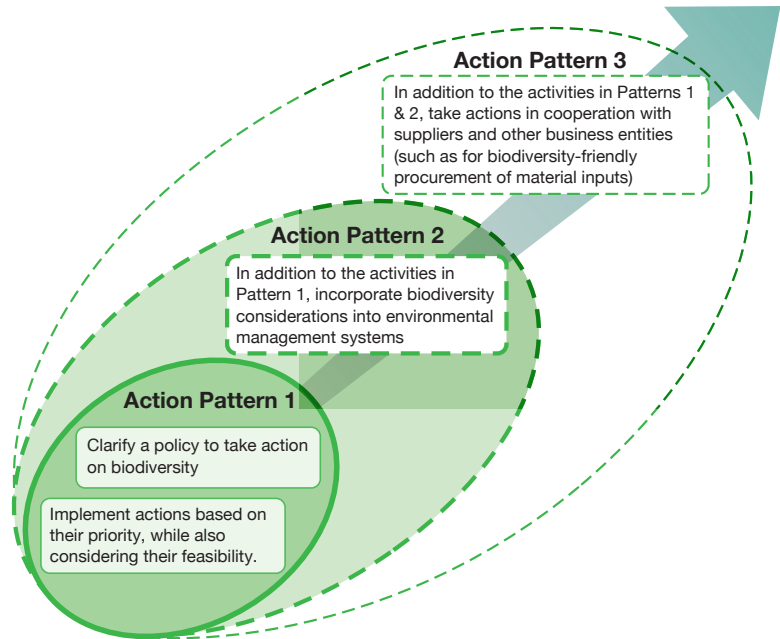 Action Pattern 3
In addition to the activities in Patterns 1
& 2, take actions in cooperation with
suppliers and other business entities
(such as for biodiversity-friendly
procurement of material inputs)
Action Pattern 2
In addition to the activities in
Pattern 1, incorporate biodiversity
considerations into environmental
management systems
Action Pattern 1
Clarify a policy to take action
on biodiversity
Implement actions based on
their priority, while also
considering their feasibility.